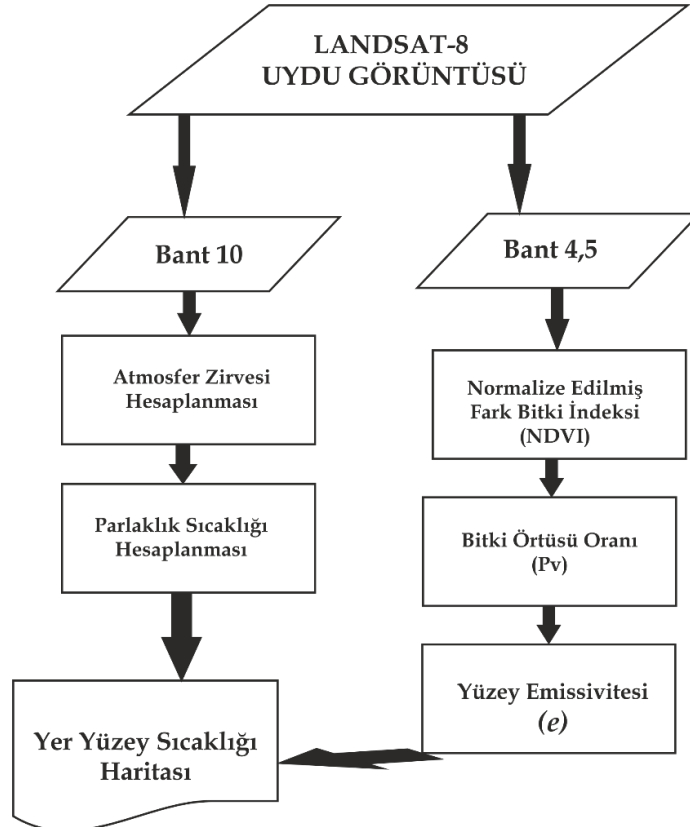 LANDSAT-8
UYDU GÖRÜNTÜSÜ
Bant 10
Bant 4,5
Atmosfer Zirvesi
Hesaplanması
Normalize Edilmiş
Fark Bitki İndeksi
(NDVI)
Parlaklık Sıcaklığı
Hesaplanması
Bitki Örtüsü Oranı
(Pv)
Yüzey Emissivitesi
(e)
Yer Yüzey Sıcaklığı
Haritası